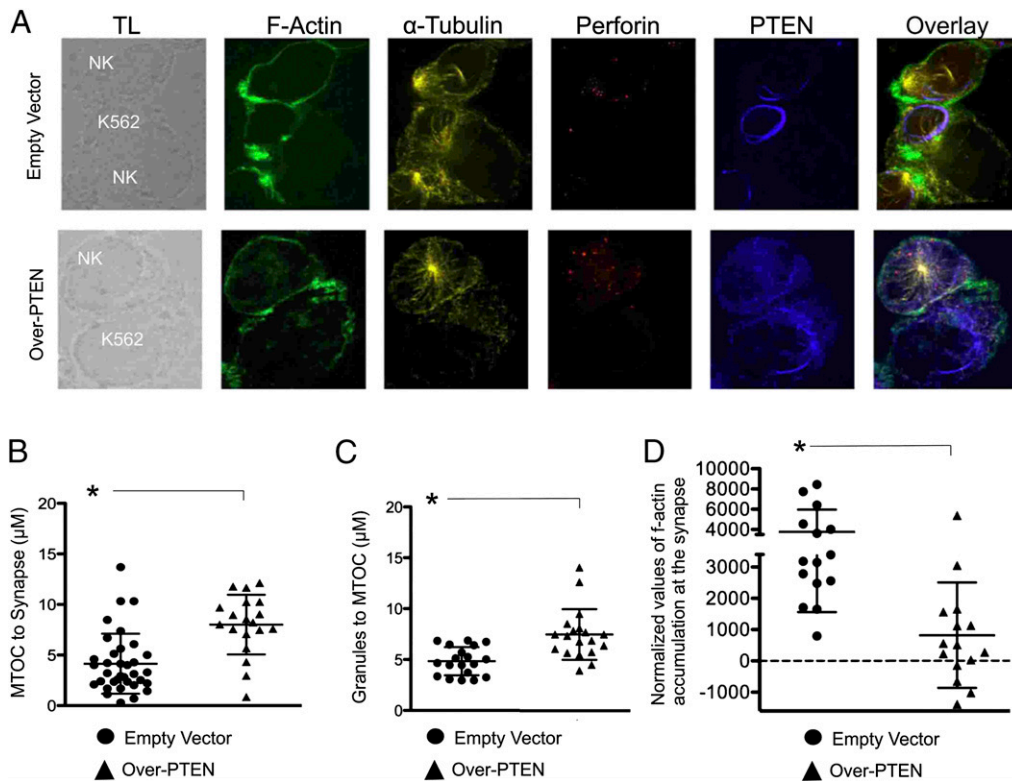 A
TL F-Actin α-Tubulin Perforin PTEN Overlay
Empty Vector
NK
K562
NK
Over-PTEN
NK
K562
B
*
MTOC to Synapse (µM)
20
15
10
5
0
Empty Vector
Over-PTEN
C
*
Granules to MTOC (µM)
20
15
10
5
0
Empty Vector
Over-PTEN
D
*
Normalized values of f-actin
accumulation at the synapse
10000
8000
6000
4000
3000
2000
1000
0
-1000
Empty Vector
Over-PTEN